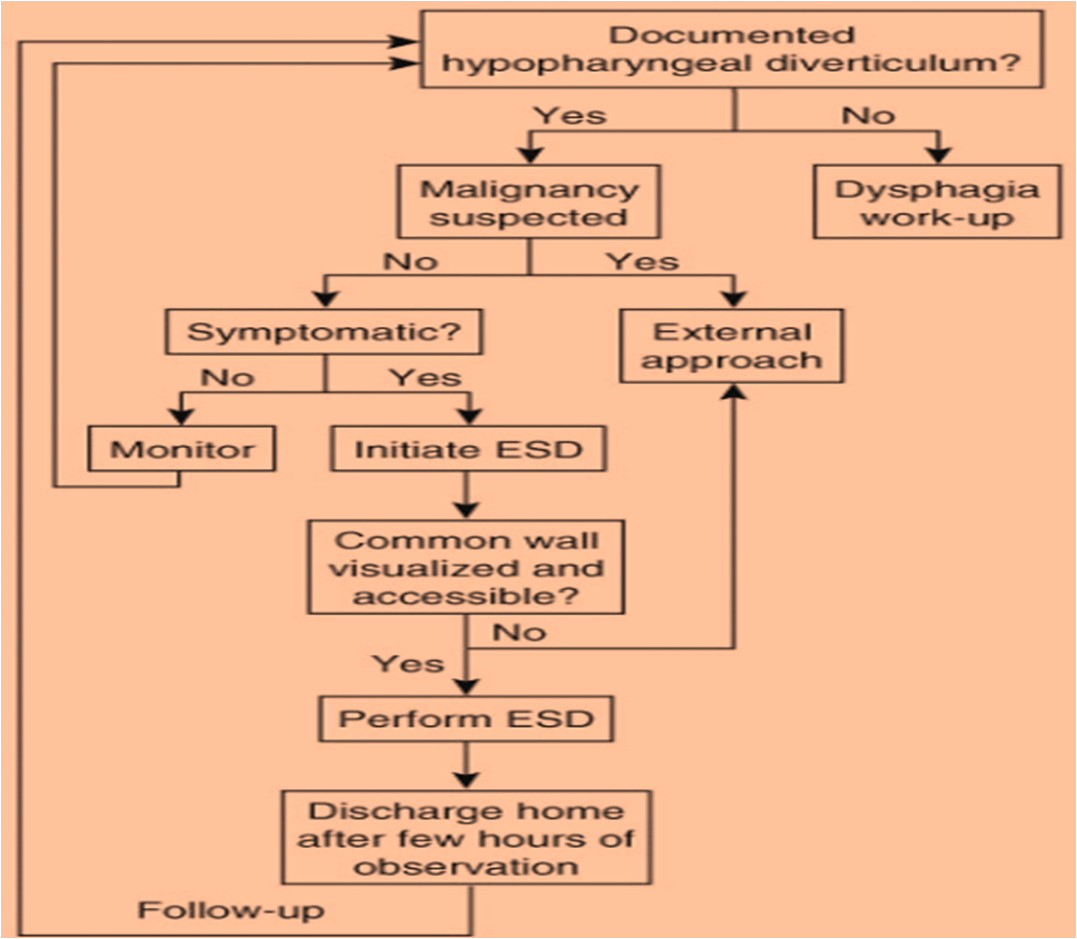 Documented
hypopharyngeal diverticulum?
Yes
No
Malignancy
suspected
Dysphagia
work-up
No
Yes
Symptomatic?
External
approach
No
Yes
Monitor
Initiate ESD
Common wall
visualized and
accessible?
No
Yes
Perform ESD
Discharge home
after few hours of
observation
Follow-up